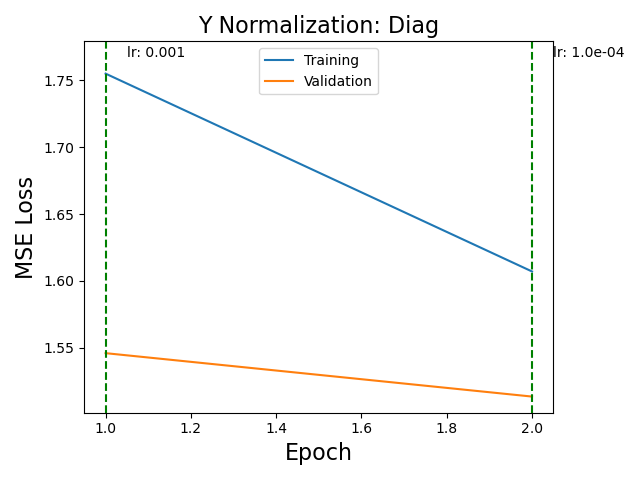 Y Normalization: Diag
lr: 0.001
lr: 1.0e-04
Training
Validation
MSE Loss
1.75
1.70
1.65
1.60
1.55
1.0
1.2
1.4
1.6
1.8
2.0
Epoch